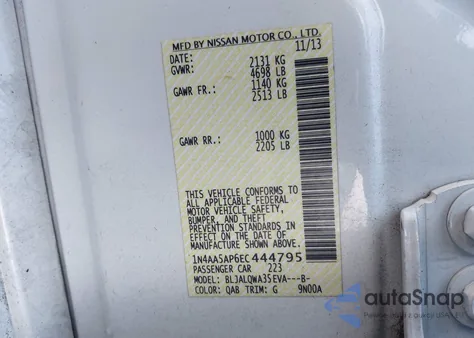 MFD BY NISSAN MOTOR CO., LTD.
DATE: 11/13
GVWR: 2131 KG
4698 LB
GAWR FR.: 1140 KG
2513 LB
GAWR RR.: 1000 KG
2205 LB
THIS VEHICLE CONFORMS TO
ALL APPLICABLE FEDERAL
MOTOR VEHICLE SAFETY,
BUMPER, AND THEFT
PREVENTION STANDARDS IN
EFFECT ON THE DATE OF
MANUFACTURE SHOWN ABOVE.
1N4AA5AP6EC444795
PASSENGER CAR 223
MODEL: BLJALQWA35EVA---B-
COLOR: QAB TRIM: G 9N00A
autoSnap